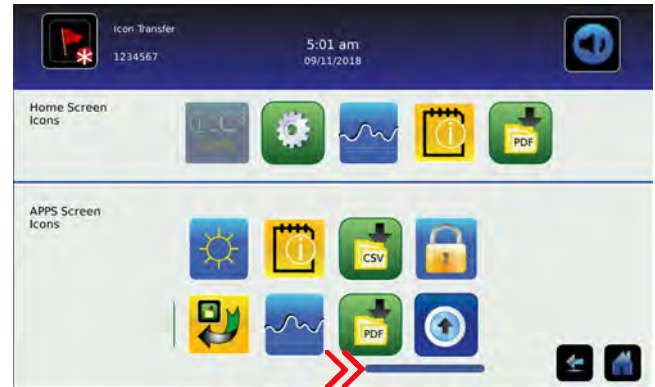 Icon Transfer
1234567
5:01 am
09/11/2018
Home Screen
Icons
PDF
APPS Screen
Icons
CSV
PDF